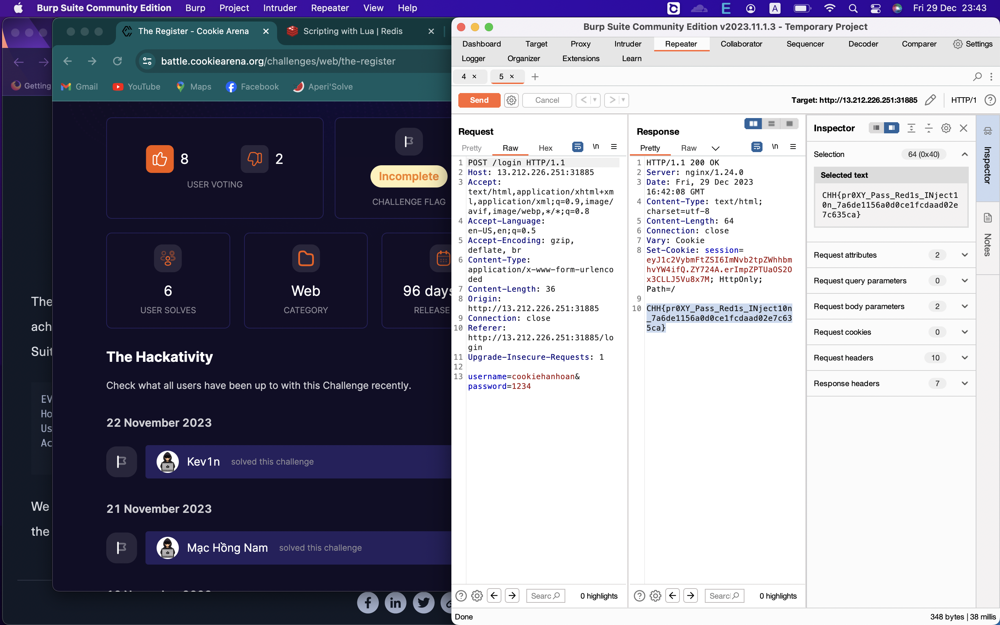 Burp Suite Community Edition Burp Project Intruder Repeater View Help
E A Fri 29 Dec 23:43
Getting
The
ach
Suit
EV
Ho
Us
Ac
We
the
The Register - Cookie Arena
Scripting with Lua | Redis
battle.cookiearena.org/challenges/web/the-register
Gmail YouTube Maps Facebook Aperi'Solve
8 2
USER VOTING
Incomplete
CHALLENGE FLAG
6
USER SOLVES
Web
CATEGORY
96 days
RELEASE
The Hackativity
Check what all users have been up to with this Challenge recently.
22 November 2023
Kev1n solved this challenge
21 November 2023
Mạc Hồng Nam solved this challenge
Burp Suite Community Edition v2023.11.1.3 - Temporary Project
Dashboard Target Proxy Intruder Repeater Collaborator Sequencer Decoder Comparer Settings
Logger Organizer Extensions Learn
4 × 5 × +
Send Cancel < >
Target: http://13.212.226.251:31885 HTTP/1 ?
Request
Pretty Raw Hex \n
1 POST /login HTTP/1.1
2 Host: 13.212.226.251:31885
3 Accept:
text/html,application/xhtml+xm
l,application/xml;q=0.9,image/
avif,image/webp,*/*;q=0.8
4 Accept-Language:
en-US,en;q=0.5
5 Accept-Encoding: gzip,
deflate, br
6 Content-Type:
application/x-www-form-urlenco
ded
7 Content-Length: 36
8 Origin:
http://13.212.226.251:31885
9 Connection: close
10 Referer:
http://13.212.226.251:31885/lo
gin
11 Upgrade-Insecure-Requests: 1
12
13 username=cookiehanhoan&
password=1234
Searc 0 highlights
Response
Pretty Raw \n
1 HTTP/1.1 200 OK
2 Server: nginx/1.24.0
3 Date: Fri, 29 Dec 2023
16:42:08 GMT
4 Content-Type: text/html;
charset=utf-8
5 Content-Length: 64
6 Connection: close
7 Vary: Cookie
8 Set-Cookie: session=
eyJ1c2VybmFtZSI6ImNvb2tpZWhhbm
hvYW4ifQ.ZY724A.erImpZPTUaOS2O
x3CLLJ5Vu8x7M; HttpOnly;
Path=/
9
10 CHH{pr0XY_Pass_Red1s_INject10n
_7a6de1156a0d0ce1fcdaad02e7c63
5ca}
Searc 0 highlights
Inspector
Selection 64 (0x40)
Selected text
CHH{pr0XY_Pass_Red1s_INject1
0n_7a6de1156a0d0ce1fcdaad02e
7c635ca}
Request attributes 2
Request query parameters 0
Request body parameters 2
Request cookies 0
Request headers 10
Response headers 7
Inspector
Notes
Done
348 bytes | 38 millis